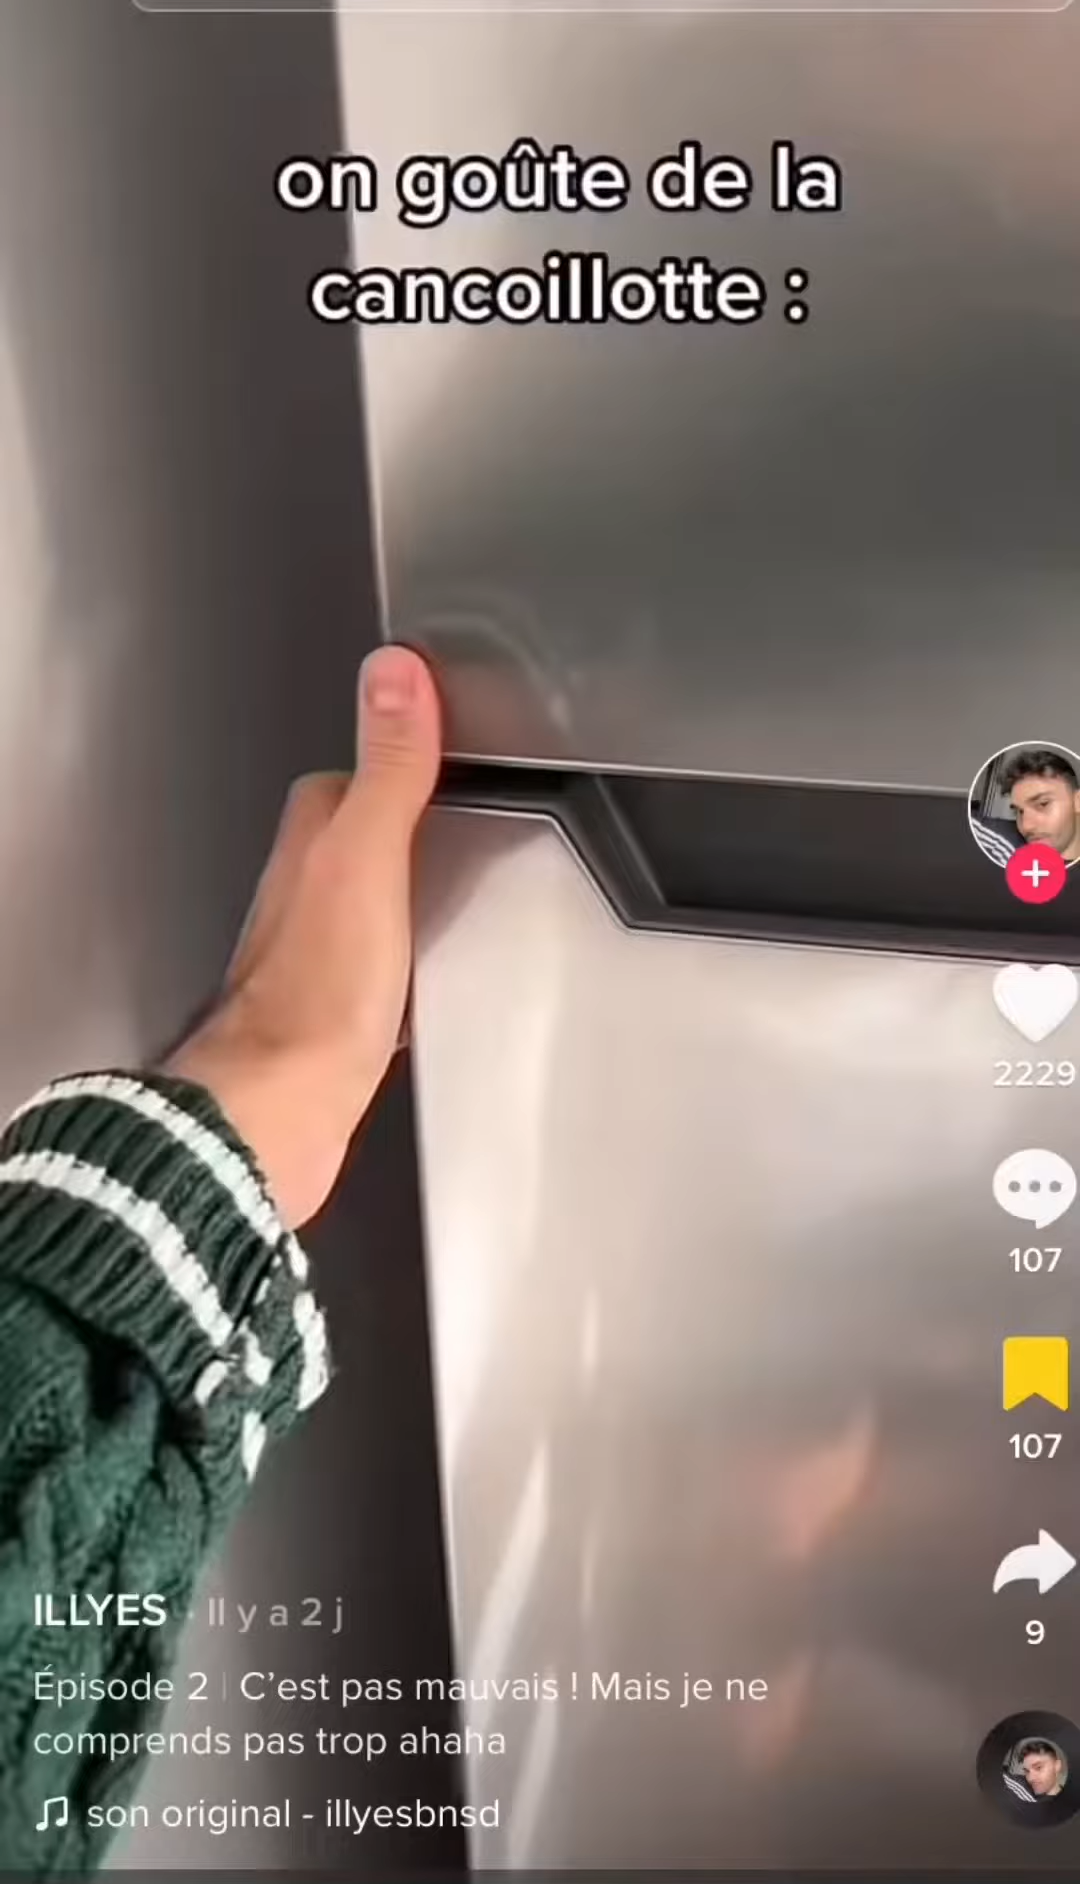 on goûte de la
cancoillotte :
2229
107
107
9
ILLYES · Il y a 2 j
Épisode 2 | C’est pas mauvais ! Mais je ne
comprends pas trop ahaha
son original - illyesbnsd